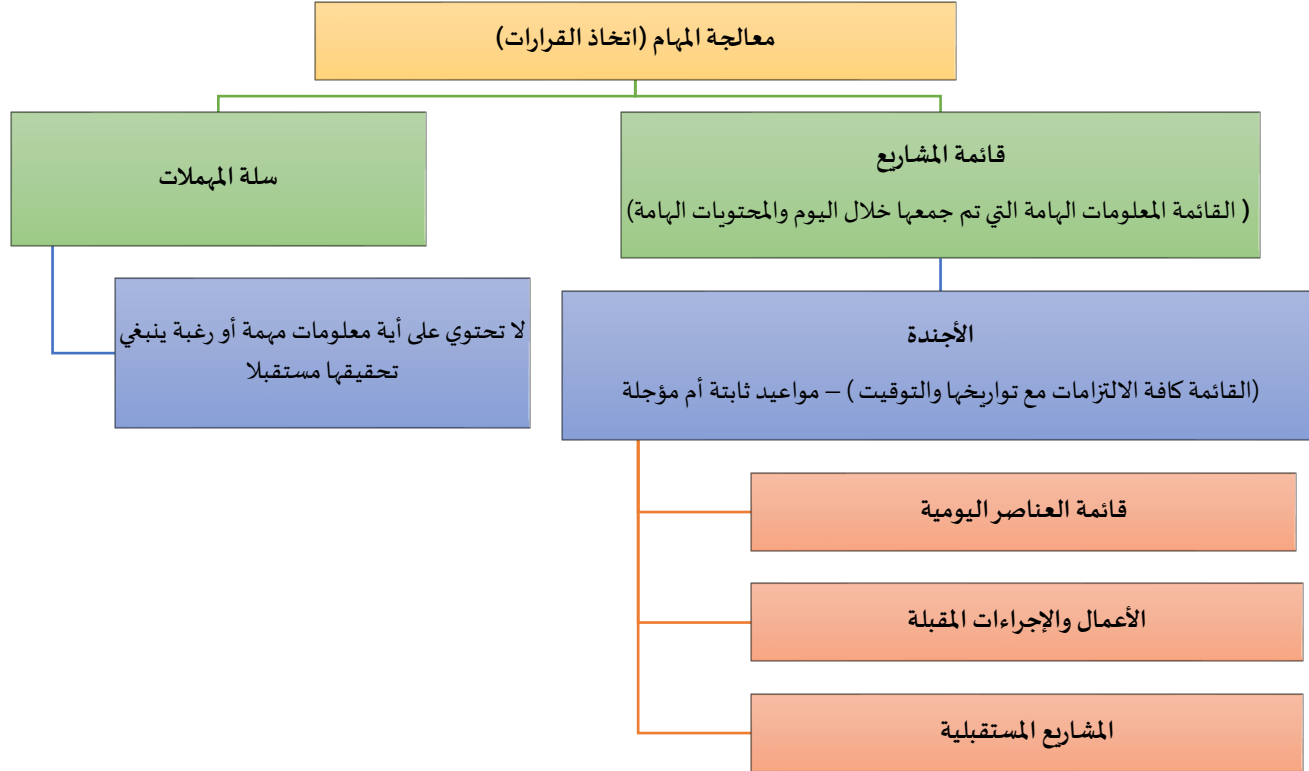 معالجة المهام (اتخاذ القرارات)
قائمة المشاريع
( القائمة المعلومات الهامة التي تم جمعها خلال اليوم والمحتويات الهامة)
سلة المهملات
الأجندة
(القائمة كافة الالتزامات مع تواريخها والتوقيت ) – مواعيد ثابتة أم مؤجلة
لا تحتوي على أية معلومات مهمة أو رغبة ينبغي
تحقيقها مستقبلا
قائمة العناصر اليومية
الأعمال والإجراءات المقبلة
المشاريع المستقبلية